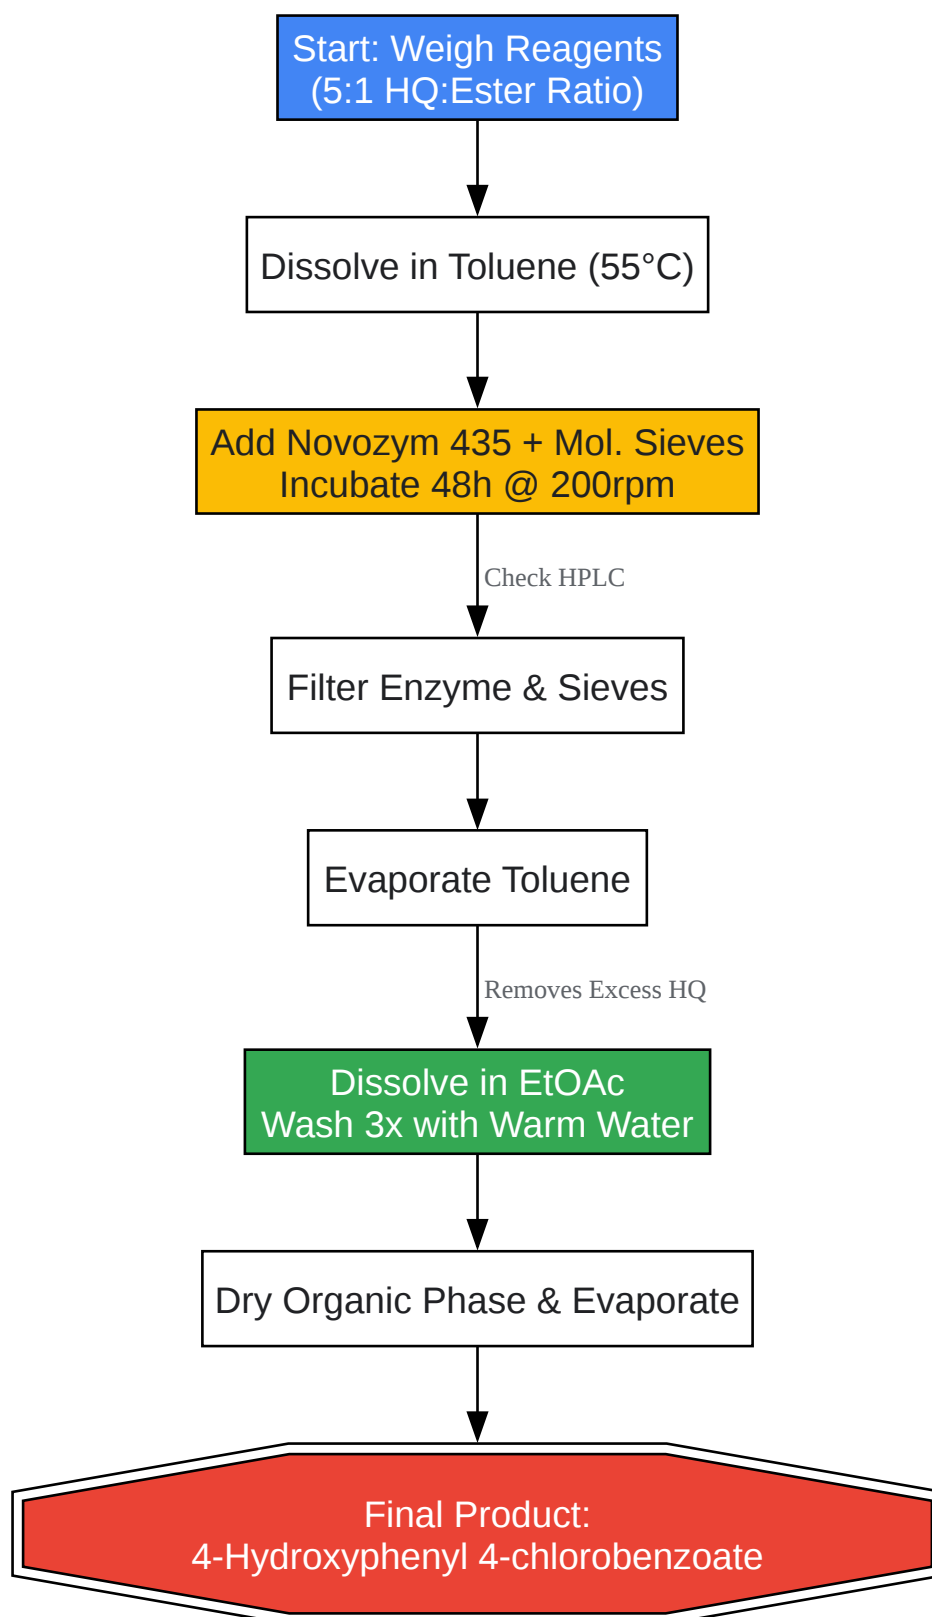 Start: Weigh Reagents
(5:1 HQ:Ester Ratio)
Dissolve in Toluene (55°C)
Add Novozym 435 + Mol. Sieves
Incubate 48h @ 200rpm
Check HPLC
Filter Enzyme & Sieves
Evaporate Toluene
Removes Excess HQ
Dissolve in EtOAc
Wash 3x with Warm Water
Dry Organic Phase & Evaporate
Final Product:
4-Hydroxyphenyl 4-chlorobenzoate